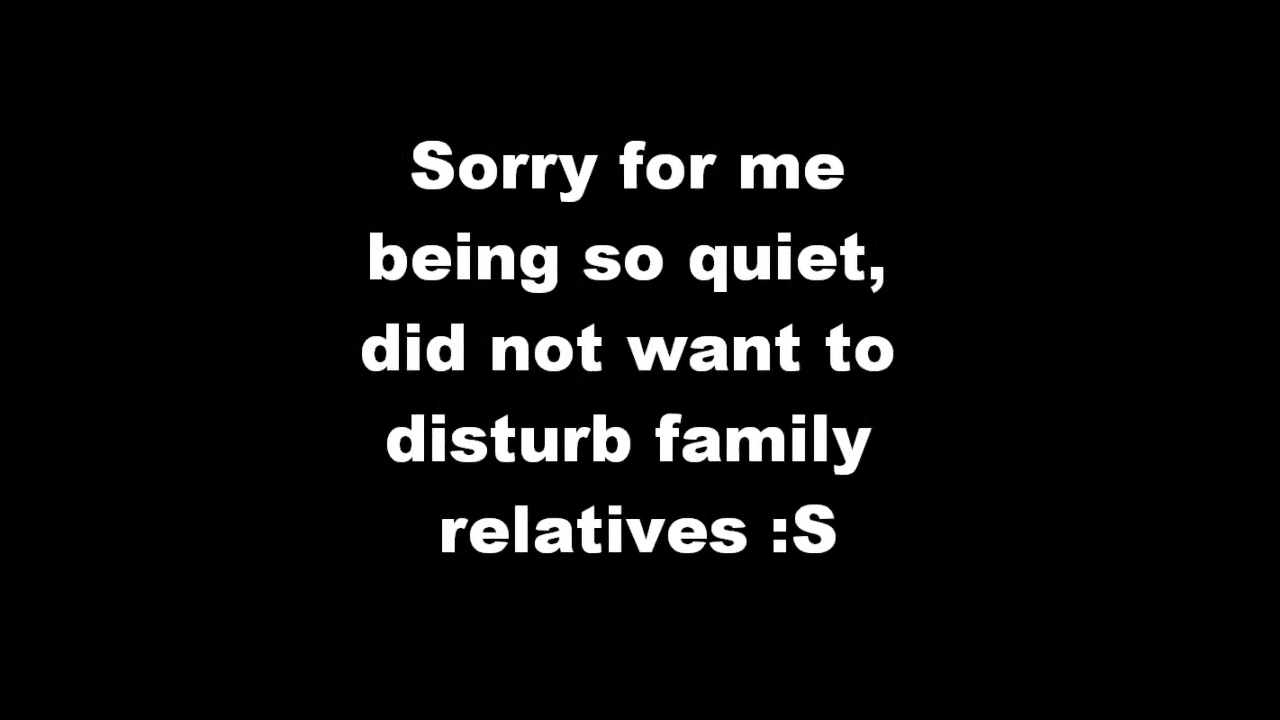 Sorry for me
being so quiet,
did not want to
disturb family
relatives :S